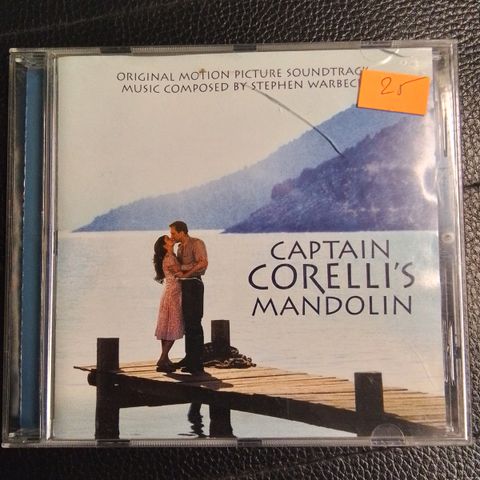 ORIGINAL MOTION PICTURE SOUNDTRACK
MUSIC COMPOSED BY STEPHEN WARBECK
25
CAPTAIN
CORELLI'S
MANDOLIN